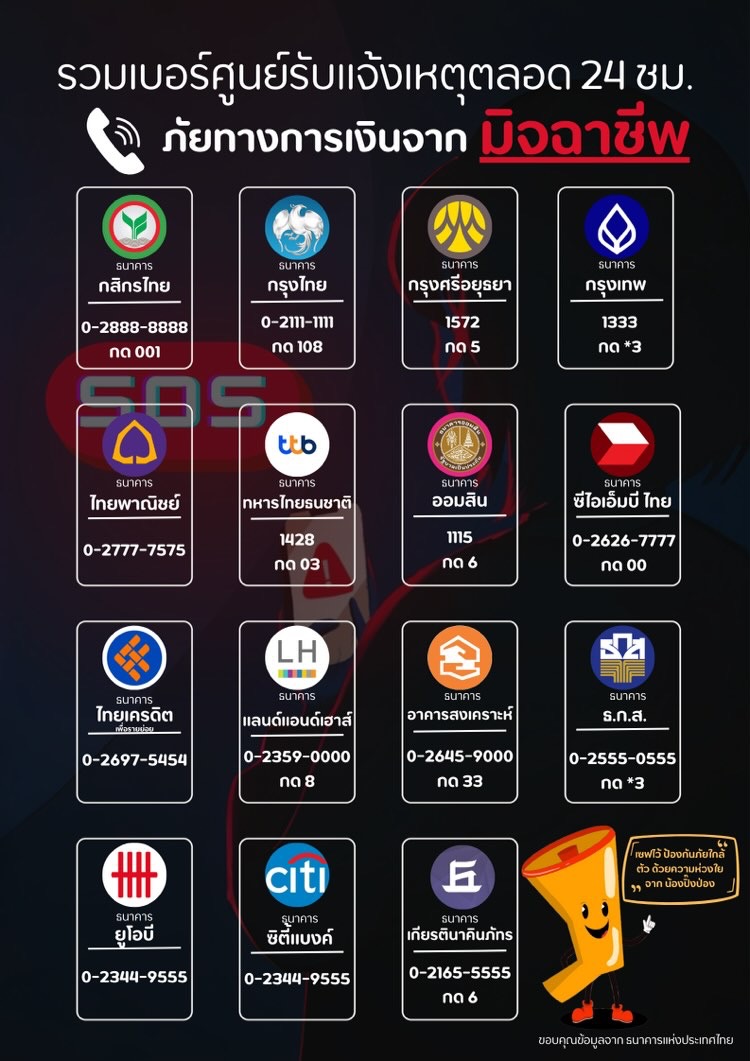 รวมเบอร์ศูนย์รับแจ้งเหตุตลอด 24 ชม.
ภัยทางการเงินจาก มิจฉาชีพ
ธนาคาร
กสิกรไทย
0-2888-8888
กด 001
ธนาคาร
กรุงไทย
0-2111-1111
กด 108
ธนาคาร
กรุงศรีอยุธยา
1572
กด 5
ธนาคาร
กรุงเทพ
1333
กด *3
SOS
ธนาคาร
ไทยพาณิชย์
0-2777-7575
ttb
ธนาคาร
ทหารไทยธนชาติ
1428
กด 03
ธนาคารออมสิน
ธนาคาร
ออมสิน
1115
กด 6
ธนาคาร
ซีไอเอ็มบี ไทย
0-2626-7777
กด 00
ธนาคาร
ไทยเครดิต
เพื่อรายย่อย
0-2697-5454
LH
ธนาคาร
แลนด์แอนด์เฮาส์
0-2359-0000
กด 8
ธนาคาร
อาคารสงเคราะห์
0-2645-9000
กด 33
ธนาคาร
ธ.ก.ส.
0-2555-0555
กด *3
ธนาคาร
ยูโอบี
0-2344-9555
citi
ธนาคาร
ซิตี้แบงค์
0-2344-9555
ธนาคาร
เกียรตินาคินภัทร
0-2165-5555
กด 6
เซฟไว้ ป้องกันภัยใกล้
ตัว ด้วยความห่วงใย
จาก น้องปิ๊งป่อง
ขอบคุณข้อมูลจาก ธนาคารแห่งประเทศไทย